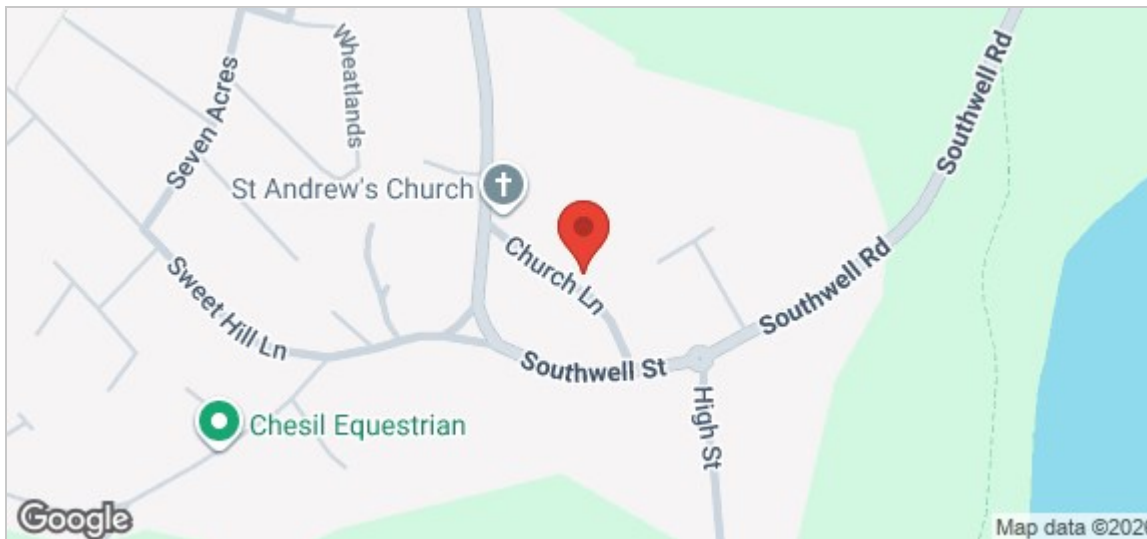 Wheatlands
Seven Acres
Southwell Rd
St Andrew's Church
Church Ln
Sweet Hill Ln
Southwell Rd
Southwell St
High St
Chesil Equestrian
Google
Map data ©2026